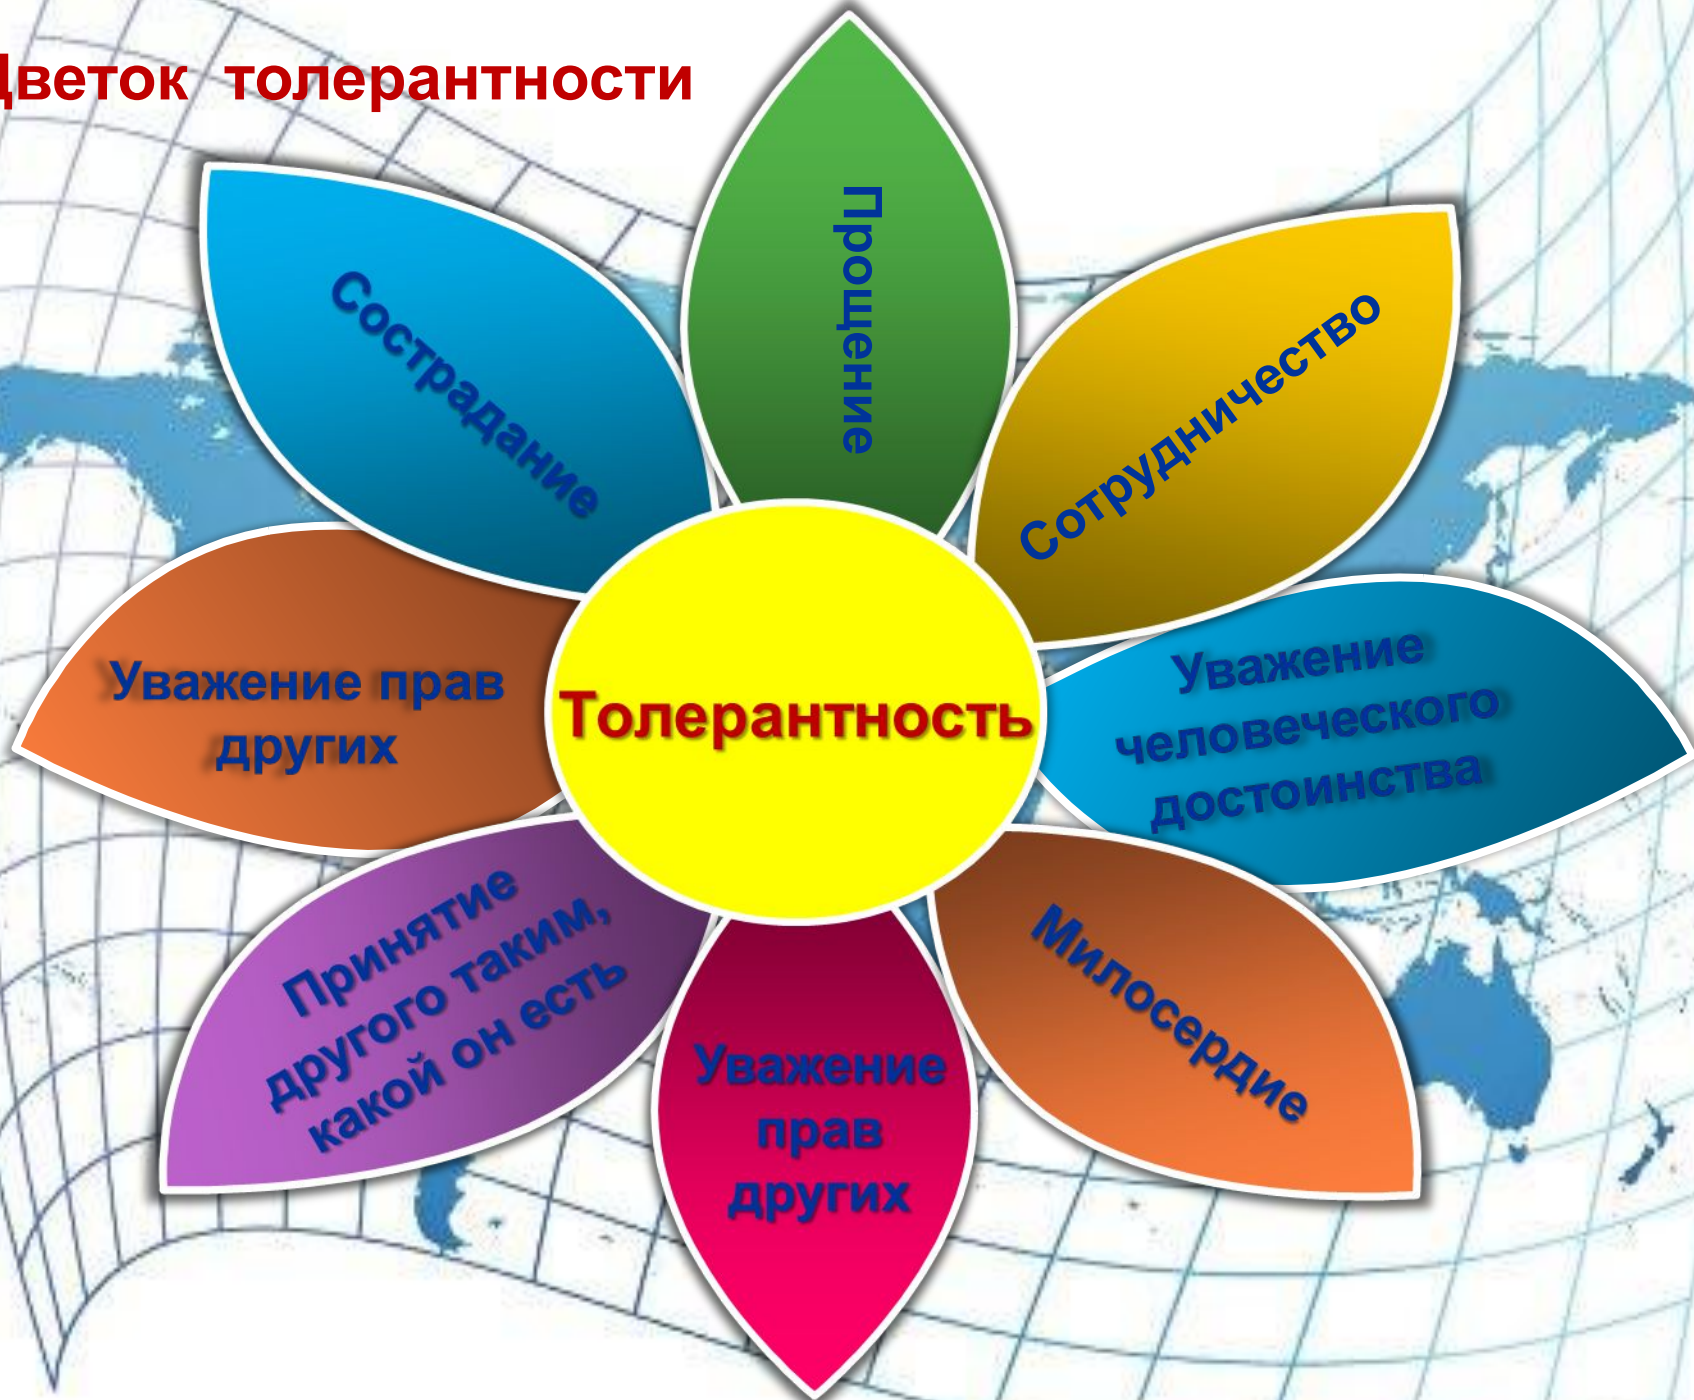 Цветок толерантности
Прощение
Сострадание
Сотрудничество
Уважение прав
других
Толерантность
Уважение
человеческого
достоинства
Принятие
другого таким,
какой он есть
Уважение
прав
других
Милосердие